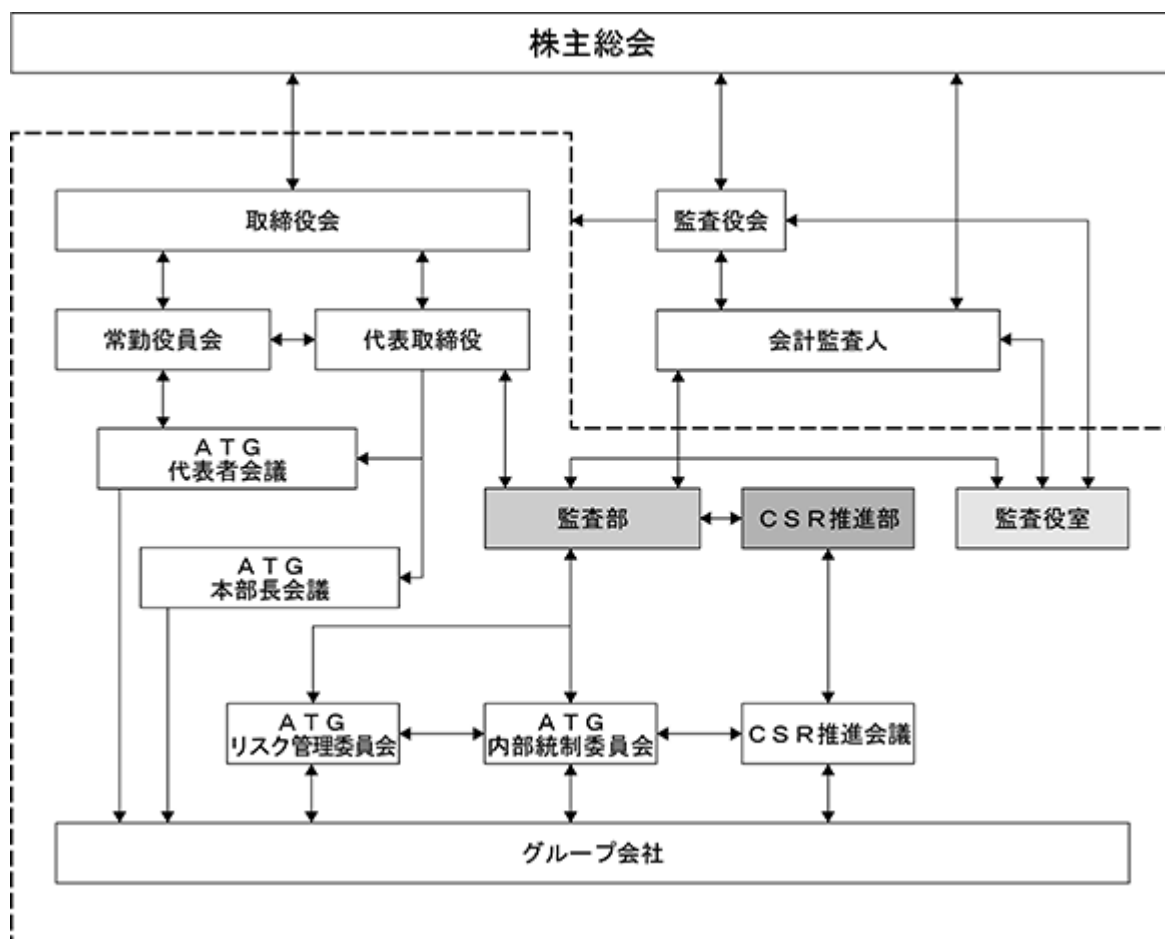 株主総会
取締役会
監査役会
常勤役員会
代表取締役
会計監査人
ＡＴＧ
代表者会議
監査部
ＣＳＲ推進部
監査役室
ＡＴＧ
本部長会議
ＡＴＧ
リスク管理委員会
ＡＴＧ
内部統制委員会
ＣＳＲ推進会議
グループ会社